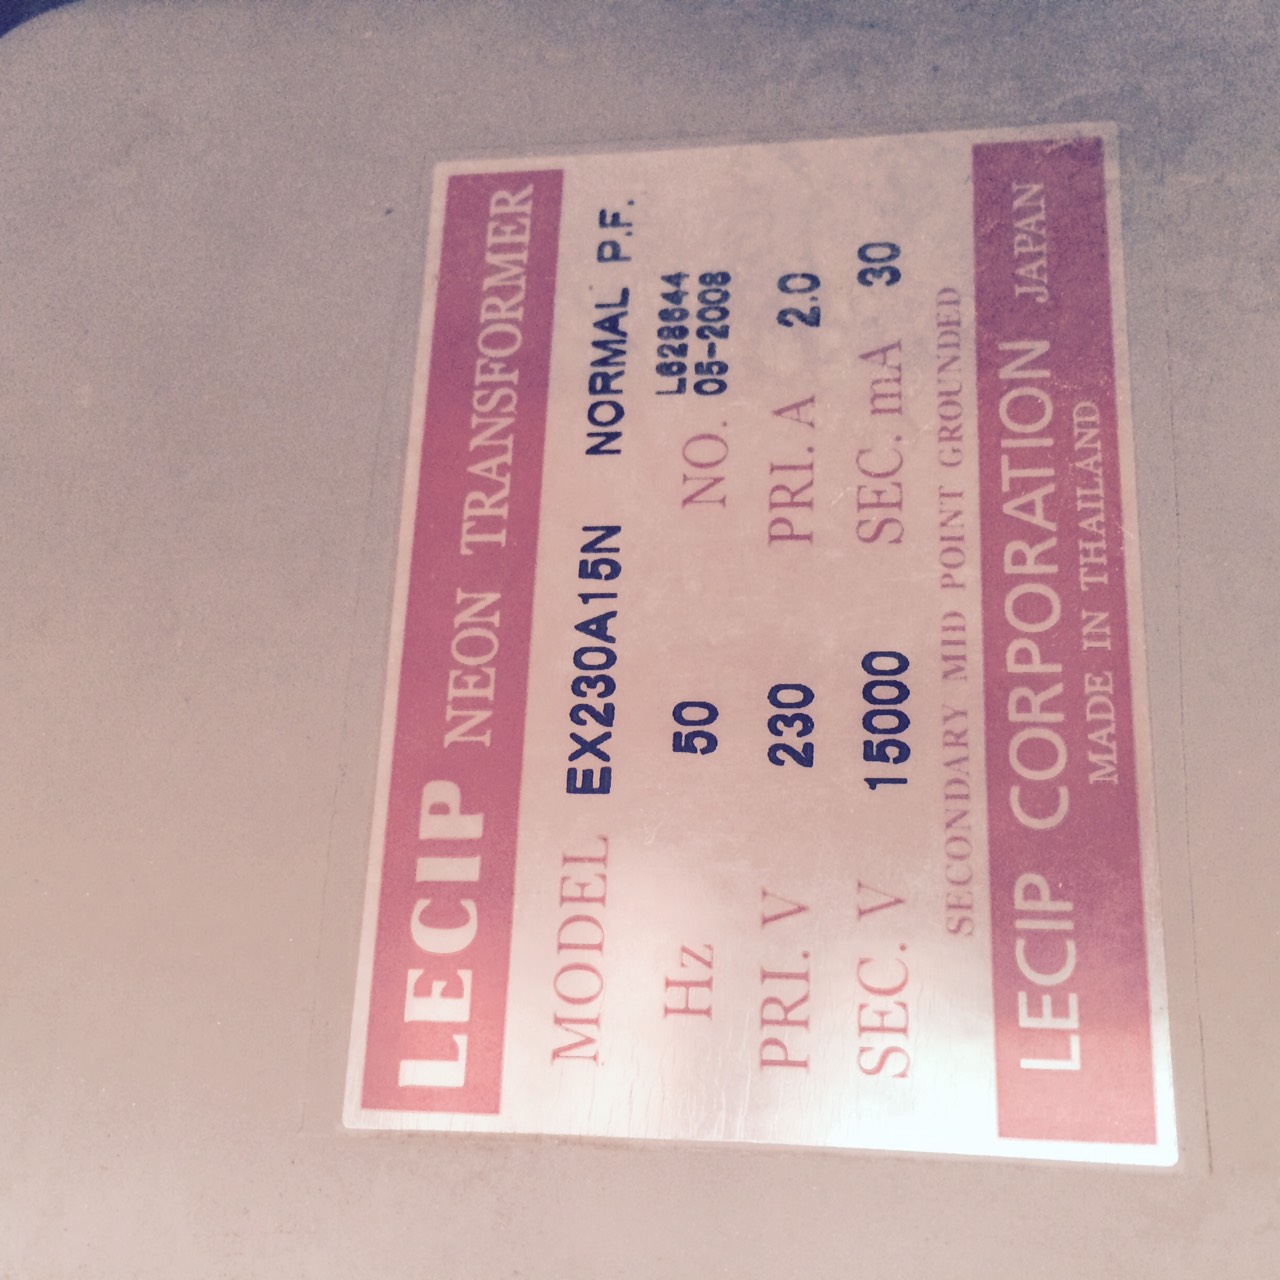 LECIP NEON TRANSFORMER
MODEL EX230A15N NORMAL P.F.
Hz 50 NO. L628644
05-2008
PRI. V 230 PRI. A 2.0
SEC. V 15000 SEC. mA 30
SECONDARY MID POINT GROUNDED
LECIP CORPORATION JAPAN
MADE IN THAILAND